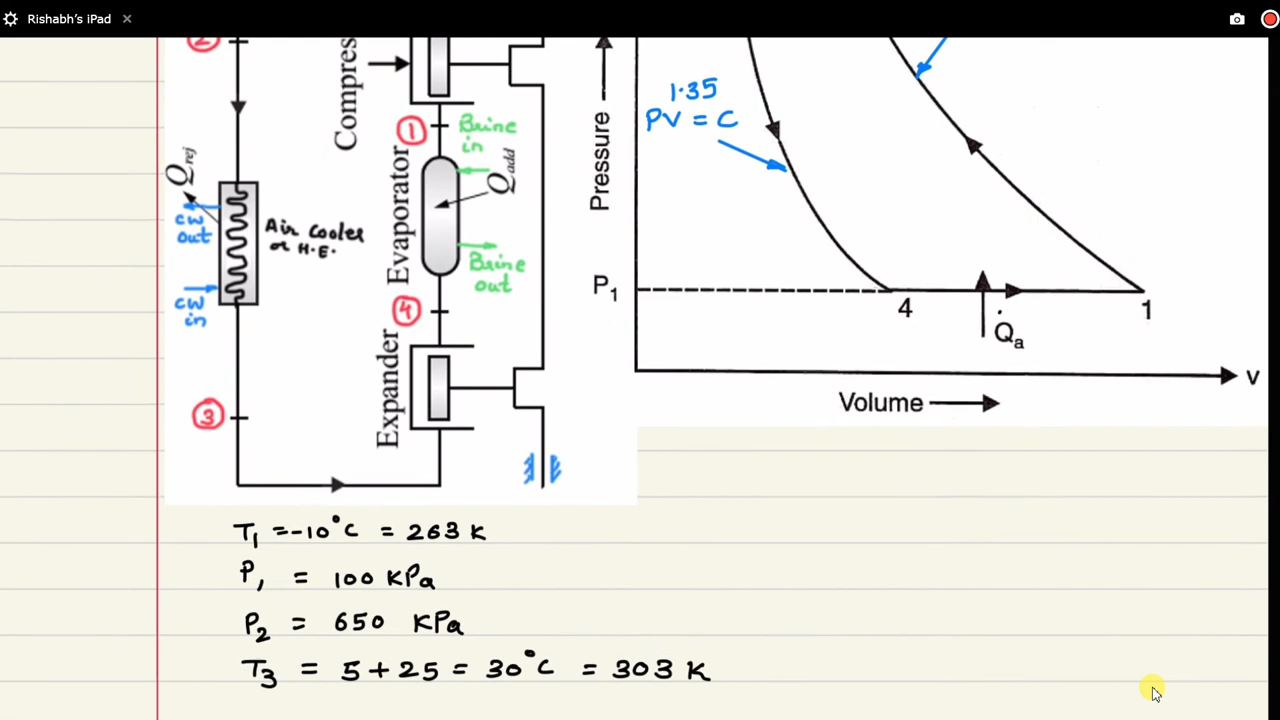 Rishabh's iPad ×
2
Compres
1
Brine in
Q rej
Q add
Evaporator
cw out
Air cooler or H.E.
Brine out
cw in
4
Expander
3
Pressure
1.35
PV = C
P1
4
1
Q̇a
v
Volume
T1 = -10°C = 263 K
P1 = 100 KPa
P2 = 650 KPa
T3 = 5 + 25 = 30°C = 303 K